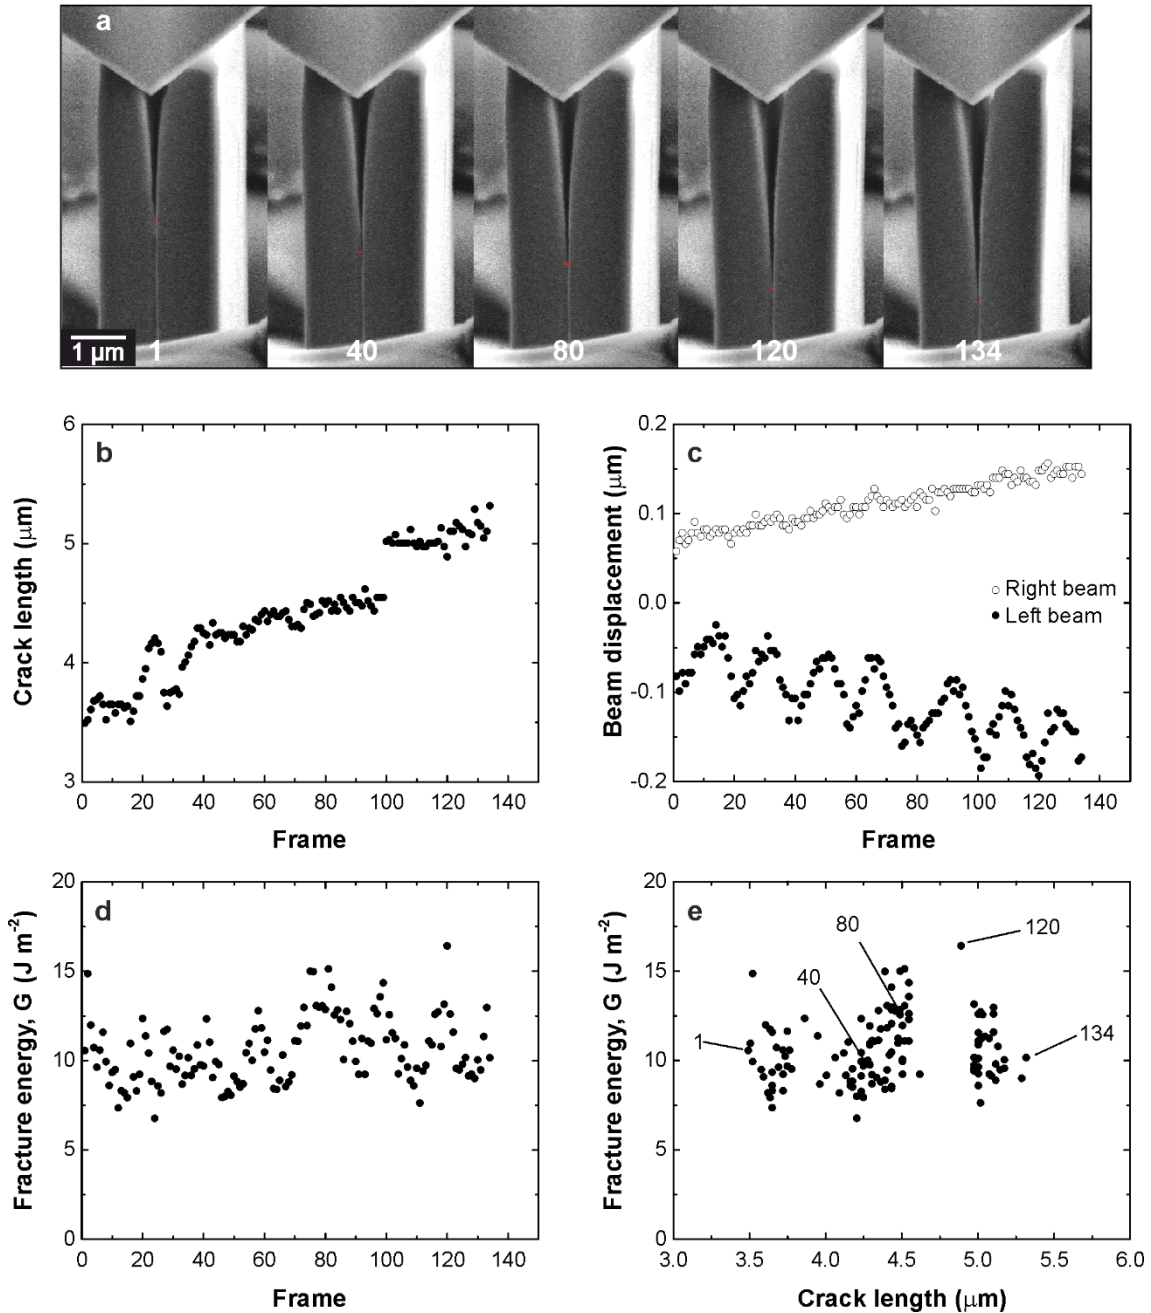 a
1 μm
1
40
80
120
134
b
Crack length (μm)
6
5
4
3
0 20 40 60 80 100 120 140
Frame
c
Beam displacement (μm)
0.2
0.1
0.0
-0.1
-0.2
Right beam
Left beam
0 20 40 60 80 100 120 140
Frame
d
Fracture energy, G (J m-2)
20
15
10
5
0
0 20 40 60 80 100 120 140
Frame
e
Fracture energy, G (J m-2)
20
15
10
5
0
80
120
40
1
134
3.0 3.5 4.0 4.5 5.0 5.5 6.0
Crack length (μm)